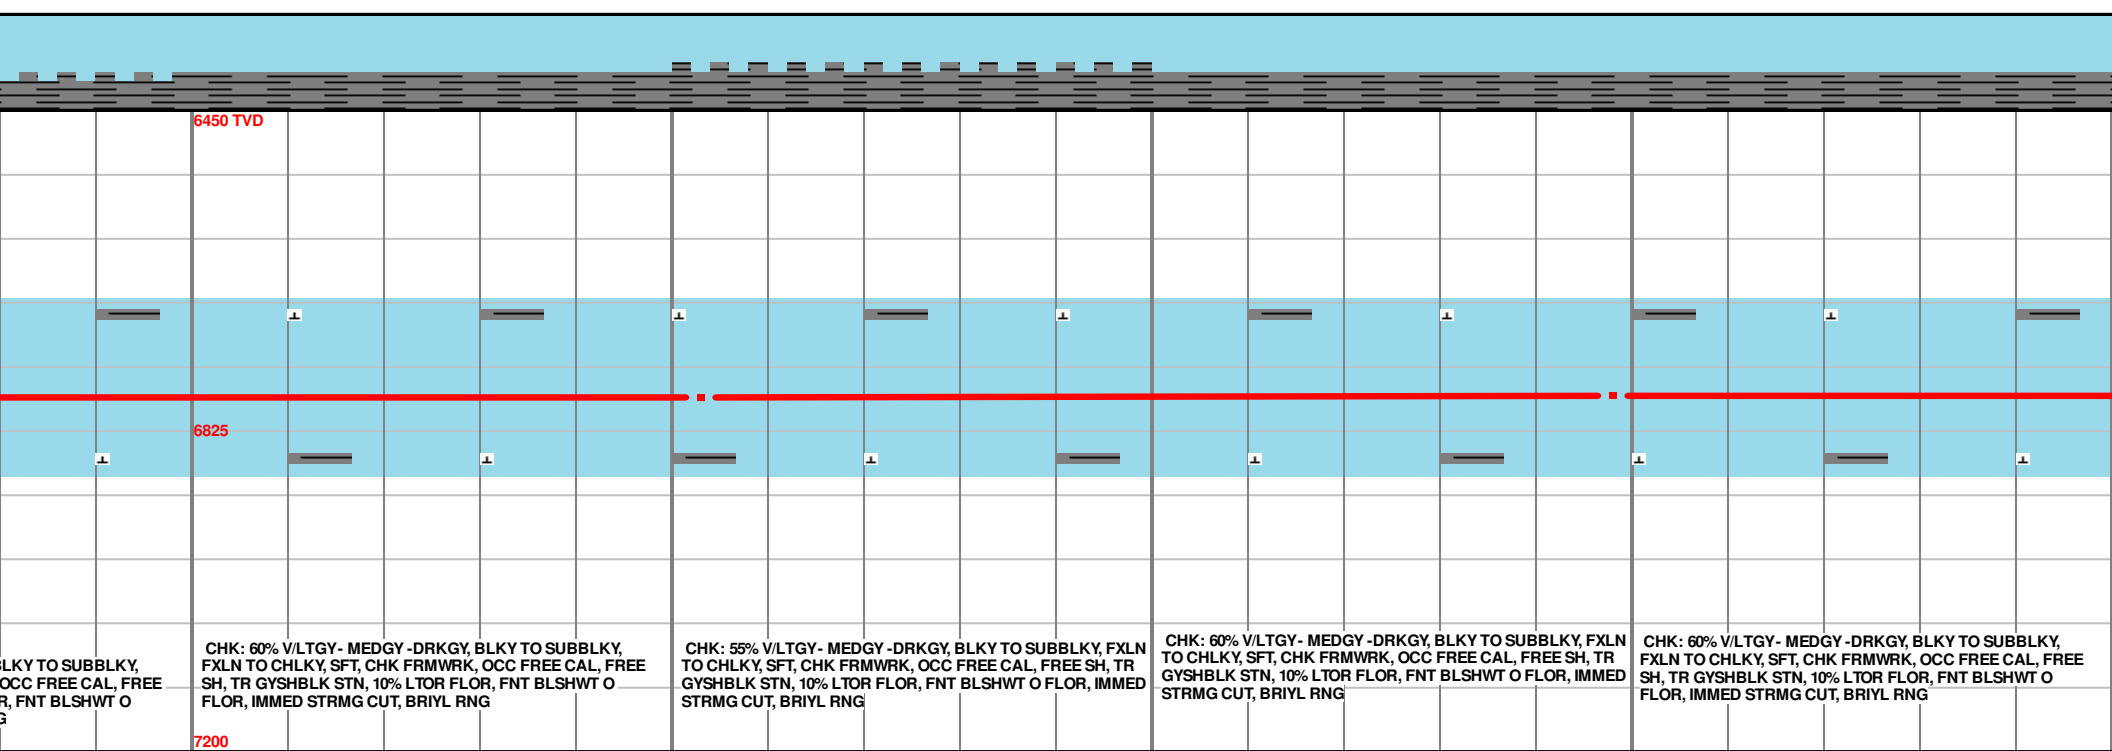 6450 TVD
6825
LKY TO SUBBLKY,
OCC FREE CAL, FREE
R, FNT BLSHWT O
G
CHK: 60% V/LTGY- MEDGY -DRKGY, BLKY TO SUBBLKY,
FXLN TO CHLKY, SFT, CHK FRMWRK, OCC FREE CAL, FREE
SH, TR GYSHBLK STN, 10% LTOR FLOR, FNT BLSHWT O
FLOR, IMMED STRMG CUT, BRIYL RNG
CHK: 55% V/LTGY- MEDGY -DRKGY, BLKY TO SUBBLKY, FXLN
TO CHLKY, SFT, CHK FRMWRK, OCC FREE CAL, FREE SH, TR
GYSHBLK STN, 10% LTOR FLOR, FNT BLSHWT O FLOR, IMMED
STRMG CUT, BRIYL RNG
CHK: 60% V/LTGY- MEDGY -DRKGY, BLKY TO SUBBLKY, FXLN
TO CHLKY, SFT, CHK FRMWRK, OCC FREE CAL, FREE SH, TR
GYSHBLK STN, 10% LTOR FLOR, FNT BLSHWT O FLOR, IMMED
STRMG CUT, BRIYL RNG
CHK: 60% V/LTGY- MEDGY -DRKGY, BLKY TO SUBBLKY,
FXLN TO CHLKY, SFT, CHK FRMWRK, OCC FREE CAL, FREE
SH, TR GYSHBLK STN, 10% LTOR FLOR, FNT BLSHWT O
FLOR, IMMED STRMG CUT, BRIYL RNG
7200